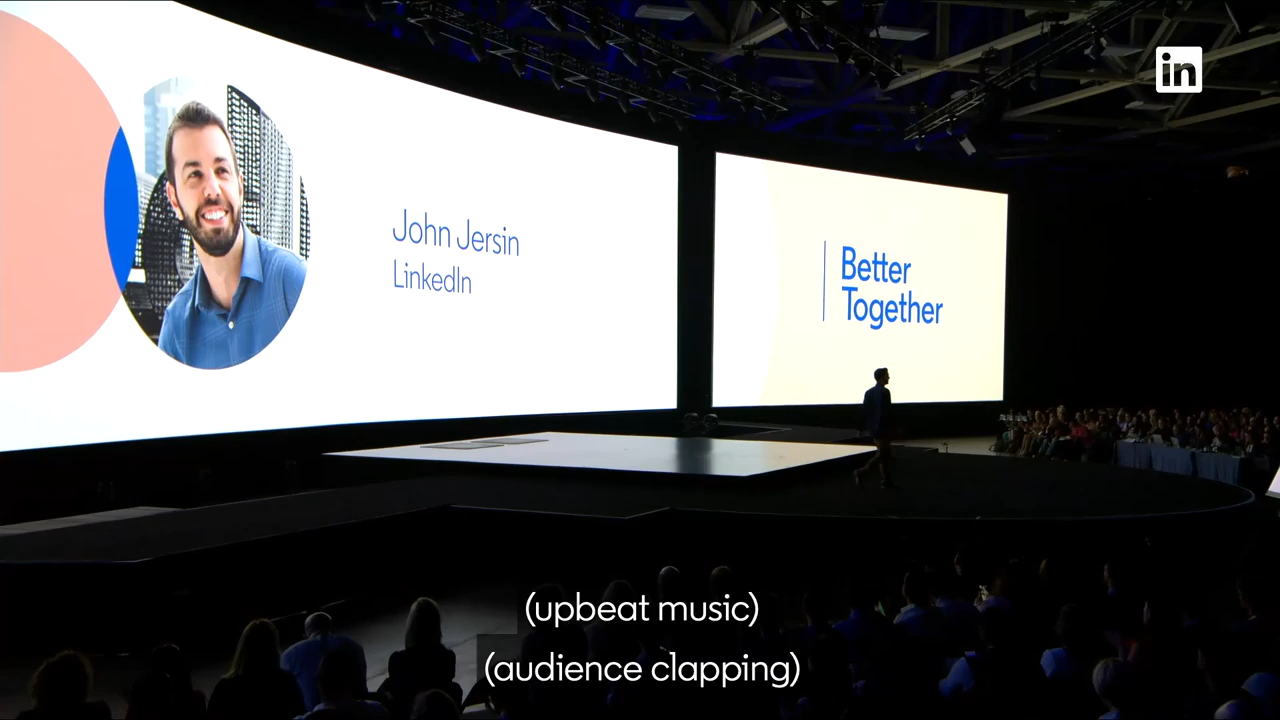 in
John Jersin
LinkedIn
Better
Together
(upbeat music)
(audience clapping)